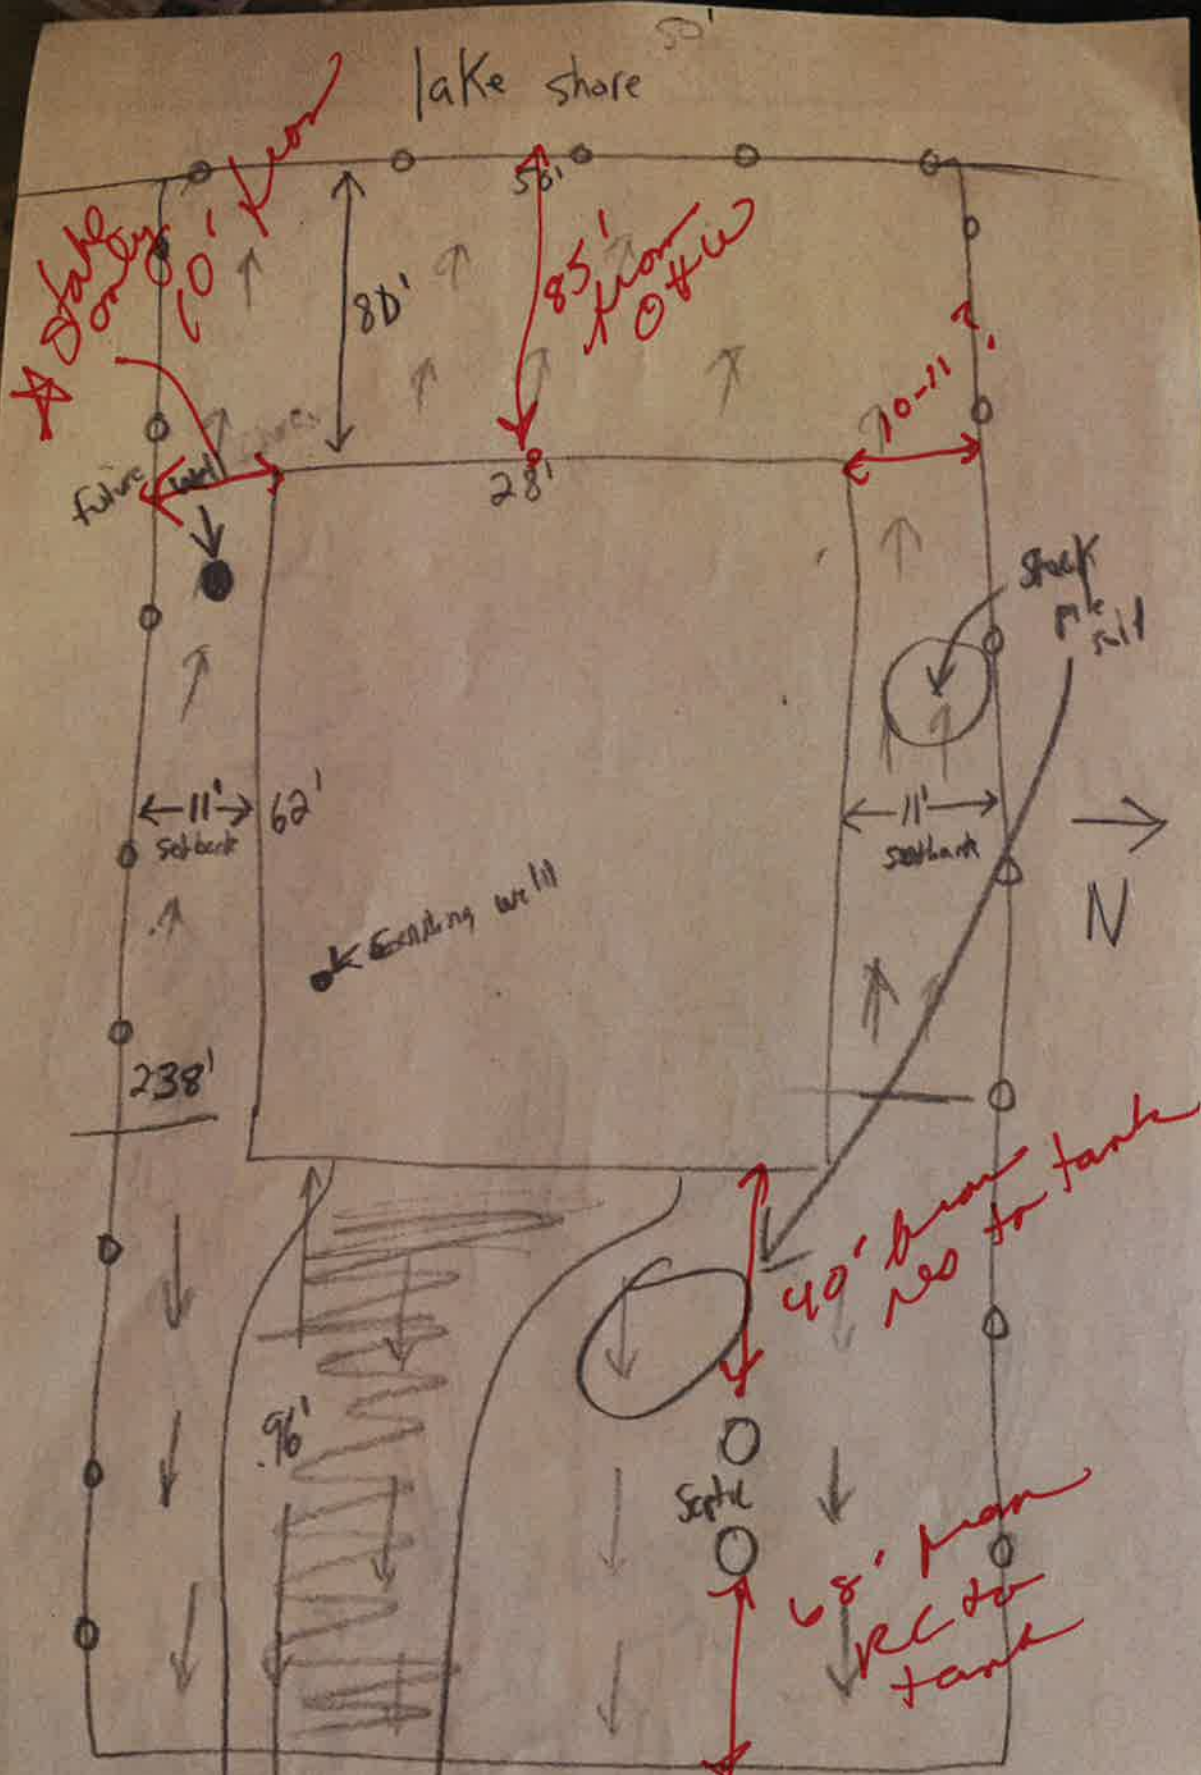 50'
lake shore
50'
stake
only
10' from
80'
85'
from
OHW
10-11'?
future well
28'
Stock
pile
soil
11'
setback
62'
11'
setback
N
Existing well
238'
40' from
res to tank
96'
Septic
68' from
RC to
tank